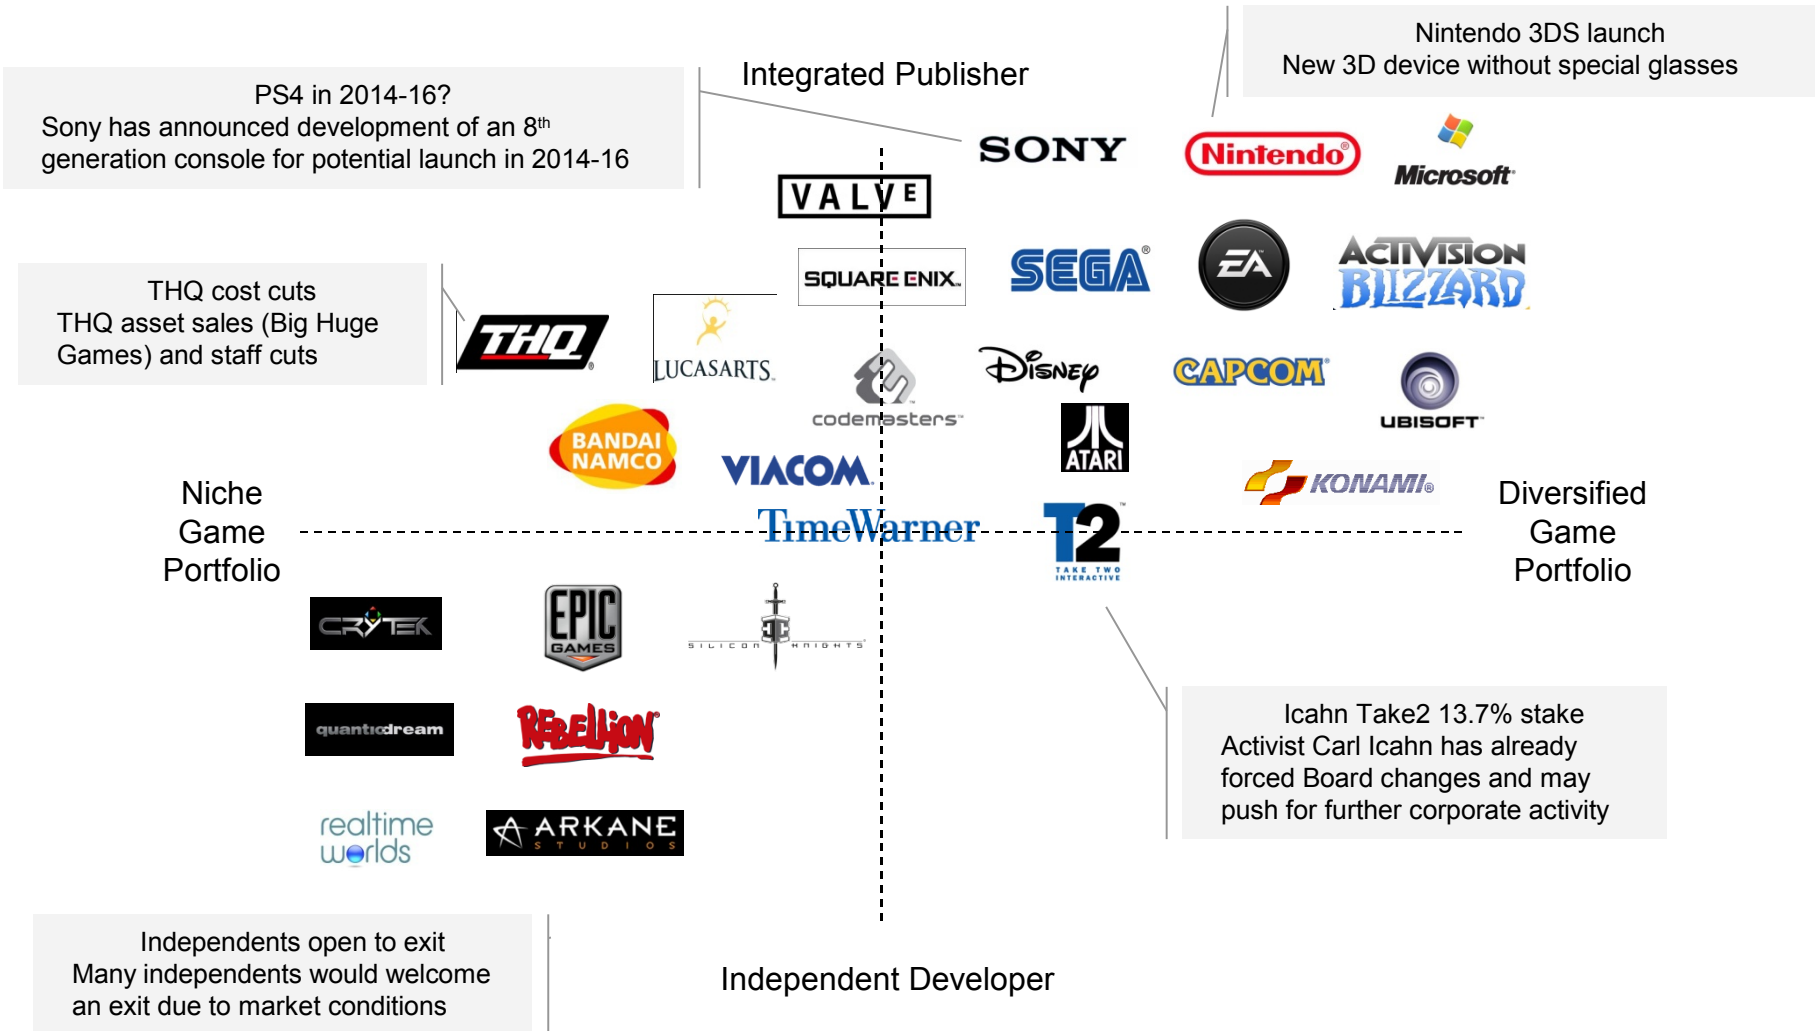 Nintendo 3DS launch
New 3D device without special glasses
Integrated Publisher
PS4 in 2014-16?
Sony has announced development of an 8th
generation console for potential launch in 2014-16
SONY
Nintendo®
Microsoft®
VALVE
SQUARE ENIX™
SEGA®
EA™
ACTIVISION
BLIZZARD
THQ cost cuts
THQ asset sales (Big Huge
Games) and staff cuts
THQ®
LUCASARTS™
codemasters™
Disney
CAPCOM®
UBISOFT™
BANDAI
NAMCO
VIACOM
ATARI
KONAMI®
Niche
Game
Portfolio
TimeWarner
T2™
TAKE TWO
INTERACTIVE
Diversified
Game
Portfolio
CRYTEK
EPIC
GAMES
SILICON KNIGHTS
quanticdream
REBELLION®
Icahn Take2 13.7% stake
Activist Carl Icahn has already
forced Board changes and may
push for further corporate activity
realtime
worlds
ARKANE
STUDIOS
Independents open to exit
Many independents would welcome
an exit due to market conditions
Independent Developer